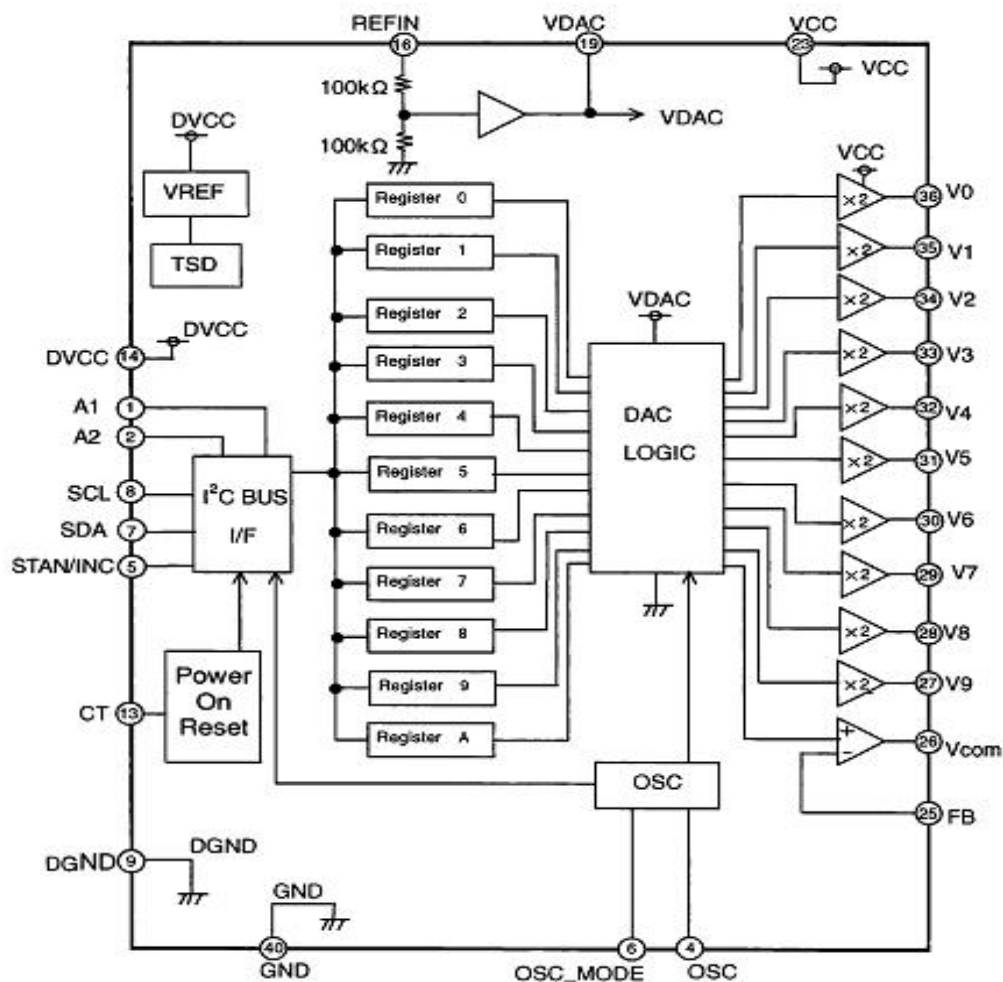 REFIN
VDAC
VCC
16
19
23
VCC
100kΩ
VDAC
100kΩ
DVCC
VREF
TSD
Register 0
Register 1
Register 2
Register 3
Register 4
Register 5
Register 6
Register 7
Register 8
Register 9
Register A
VCC
×2
36
V0
×2
35
V1
×2
34
V2
×2
33
V3
×2
32
V4
×2
31
V5
×2
30
V6
×2
29
V7
×2
28
V8
×2
27
V9
+
−
26
Vcom
25
FB
VDAC
DAC
LOGIC
DVCC
DVCC
14
A1
1
A2
2
SCL
8
SDA
7
STAN/INC
5
I²C BUS
I/F
Power
On
Reset
CT
13
OSC
DGND
9
DGND
GND
40
GND
6
OSC_MODE
4
OSC